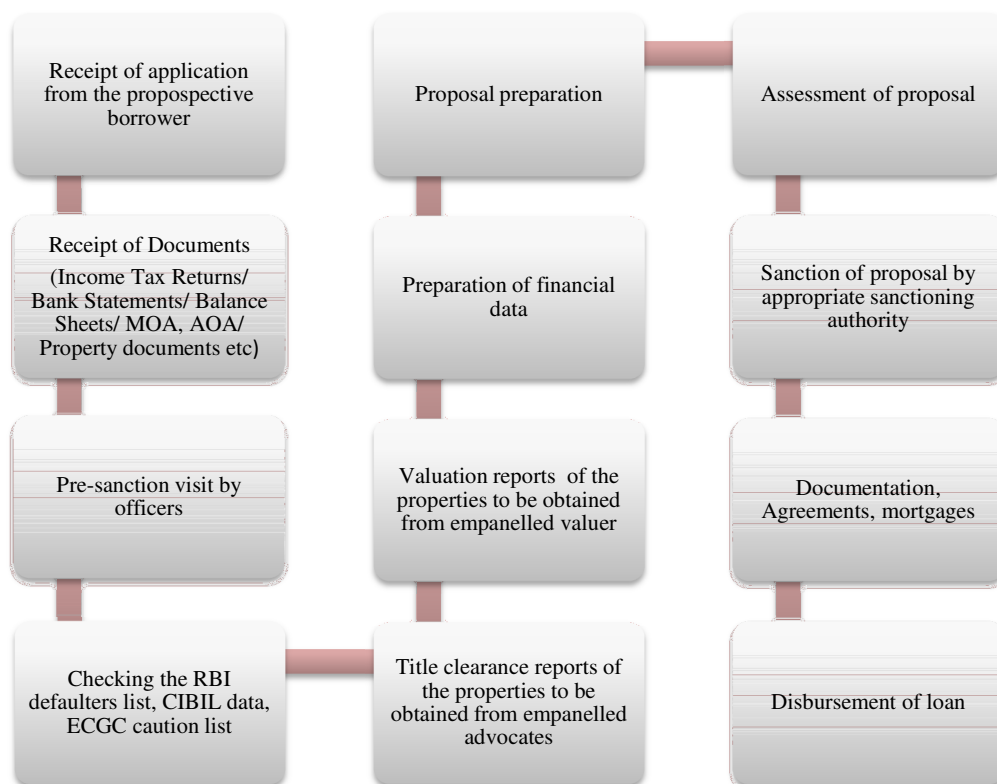 Receipt of application
from the propospective
borrower
Receipt of Documents
(Income Tax Returns/
Bank Statements/ Balance
Sheets/ MOA, AOA/
Property documents etc)
Pre-sanction visit by
officers
Checking the RBI
defaulters list, CIBIL data,
ECGC caution list
Title clearance reports of
the properties to be
obtained from empanelled
advocates
Valuation reports of the
properties to be obtained
from empanelled valuer
Preparation of financial
data
Proposal preparation
Assessment of proposal
Sanction of proposal by
appropriate sanctioning
authority
Documentation,
Agreements, mortgages
Disbursement of loan